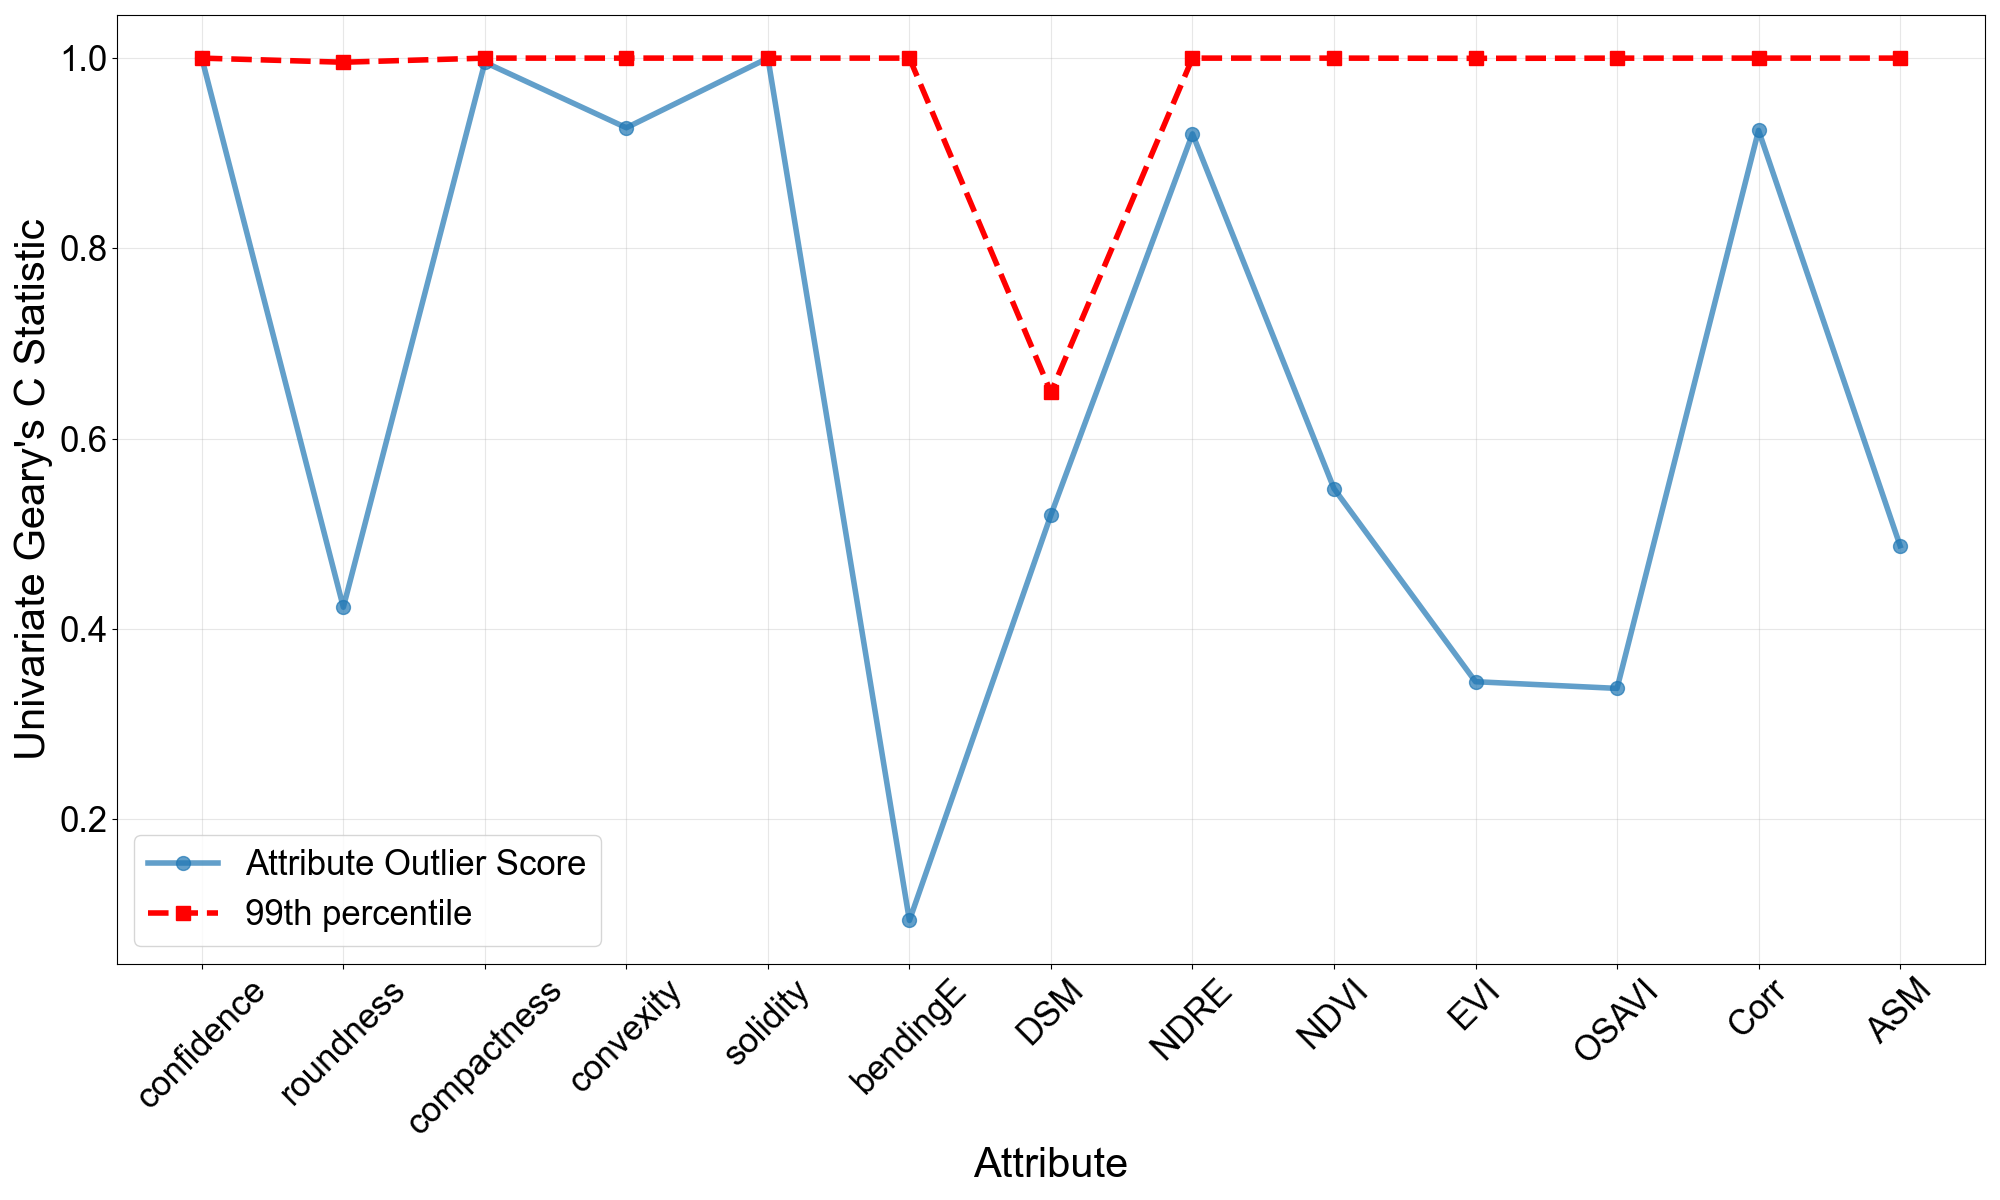 Univariate Geary's C Statistic
1.0
0.8
0.6
0.4
0.2
Attribute Outlier Score
99th percentile
confidence
roundness
compactness
convexity
solidity
bendingE
DSM
NDRE
NDVI
EVI
OSAVI
Corr
ASM
Attribute